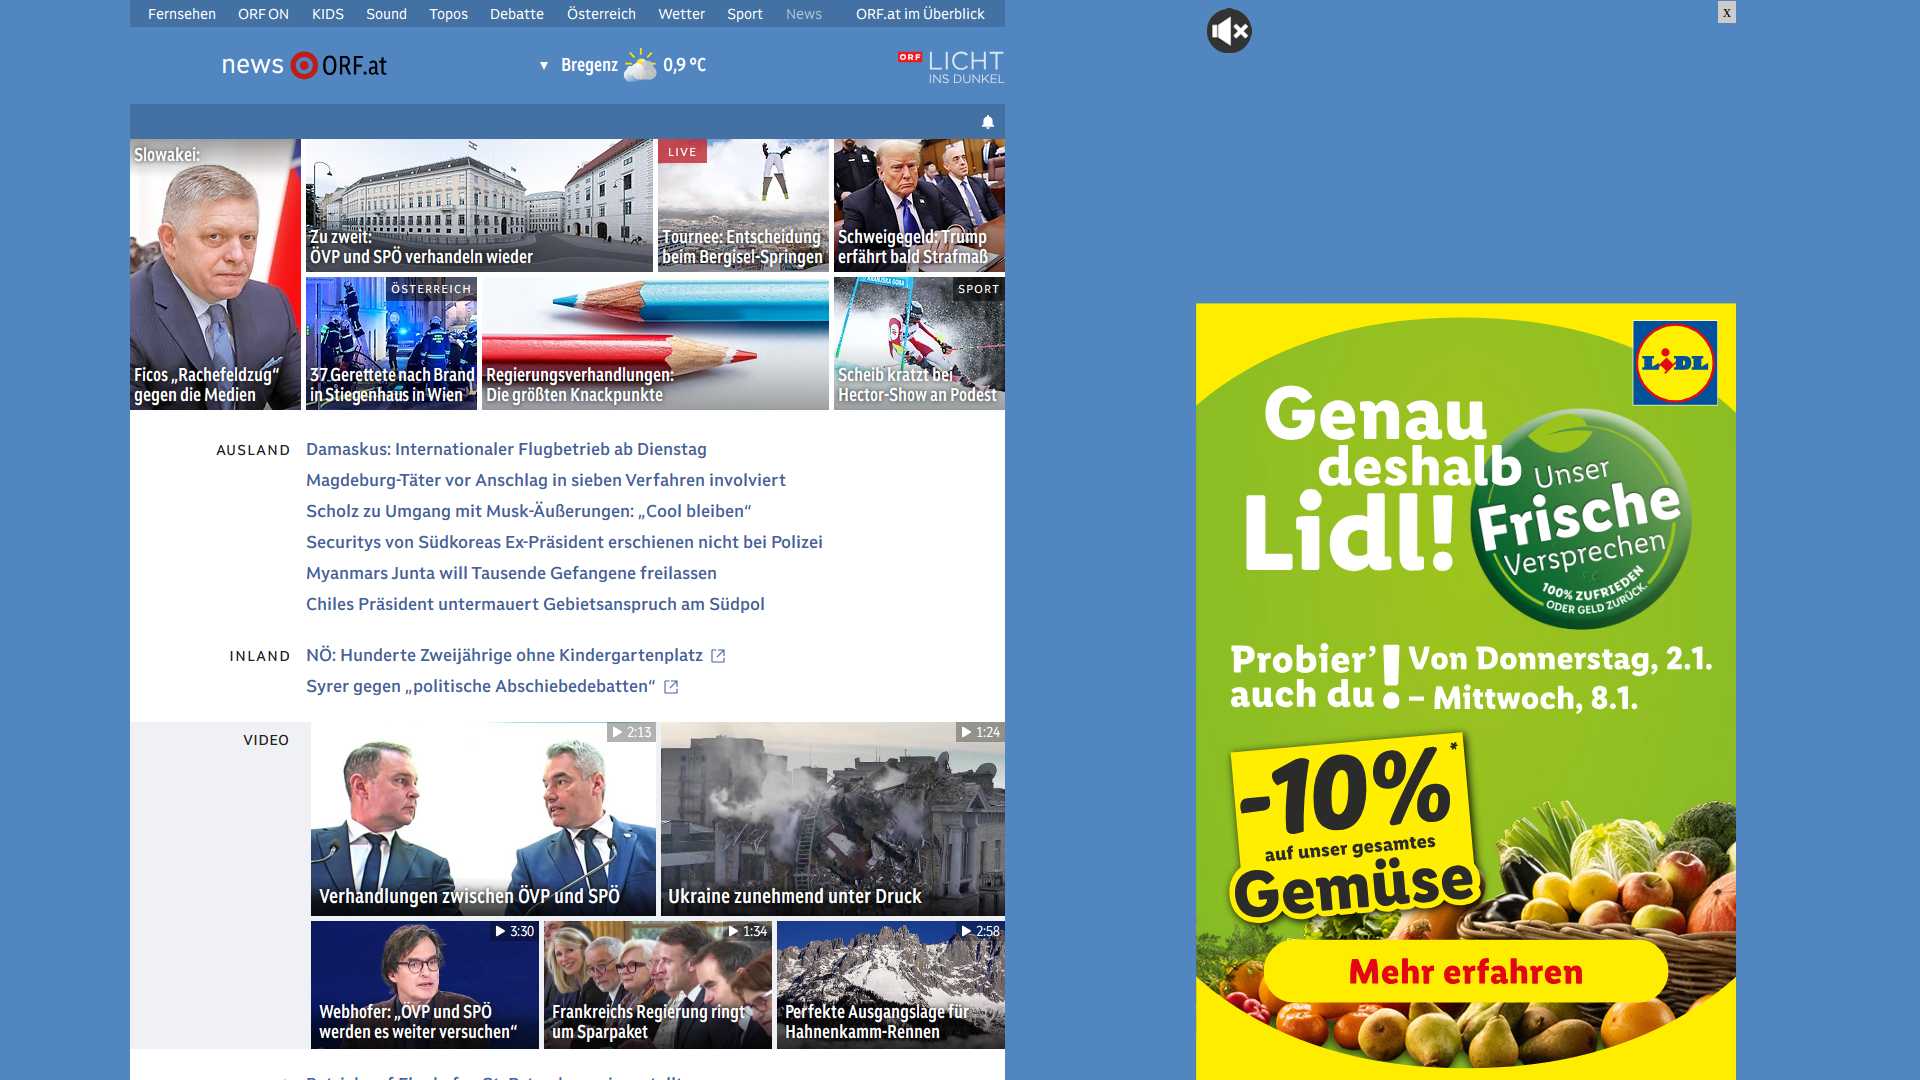 Fernsehen ORF ON KIDS Sound Topos Debatte Österreich Wetter Sport News ORF.at im Überblick
news ORF.at
▼ Bregenz 0,9 °C
ORF LICHT
INS DUNKEL
Slowakei:
Ficos „Rachefeldzug“
gegen die Medien
Zu zweit:
ÖVP und SPÖ verhandeln wieder
LIVE
Tournee: Entscheidung
beim Bergisel-Springen
Schweigegeld: Trump
erfährt bald Strafmaß
ÖSTERREICH
37 Gerettete nach Brand
in Stiegenhaus in Wien
Regierungsverhandlungen:
Die größten Knackpunkte
SPORT
Scheib kratzt bei
Hector-Show an Podest
AUSLAND
Damaskus: Internationaler Flugbetrieb ab Dienstag
Magdeburg-Täter vor Anschlag in sieben Verfahren involviert
Scholz zu Umgang mit Musk-Äußerungen: „Cool bleiben“
Securitys von Südkoreas Ex-Präsident erschienen nicht bei Polizei
Myanmars Junta will Tausende Gefangene freilassen
Chiles Präsident untermauert Gebietsanspruch am Südpol
INLAND
NÖ: Hunderte Zweijährige ohne Kindergartenplatz
Syrer gegen „politische Abschiebedebatten“
VIDEO
2:13
Verhandlungen zwischen ÖVP und SPÖ
1:24
Ukraine zunehmend unter Druck
3:30
Webhofer: „ÖVP und SPÖ
werden es weiter versuchen“
1:34
Frankreichs Regierung ringt
um Sparpaket
2:58
Perfekte Ausgangslage für
Hahnenkamm-Rennen
x
LIDL
Genau
deshalb
Lidl!
Unser
Frische
Versprechen
100% ZUFRIEDEN
ODER GELD ZURÜCK.
Probier’
auch du!
Von Donnerstag, 2.1.
– Mittwoch, 8.1.
-10%*
auf unser gesamtes
Gemüse
Mehr erfahren